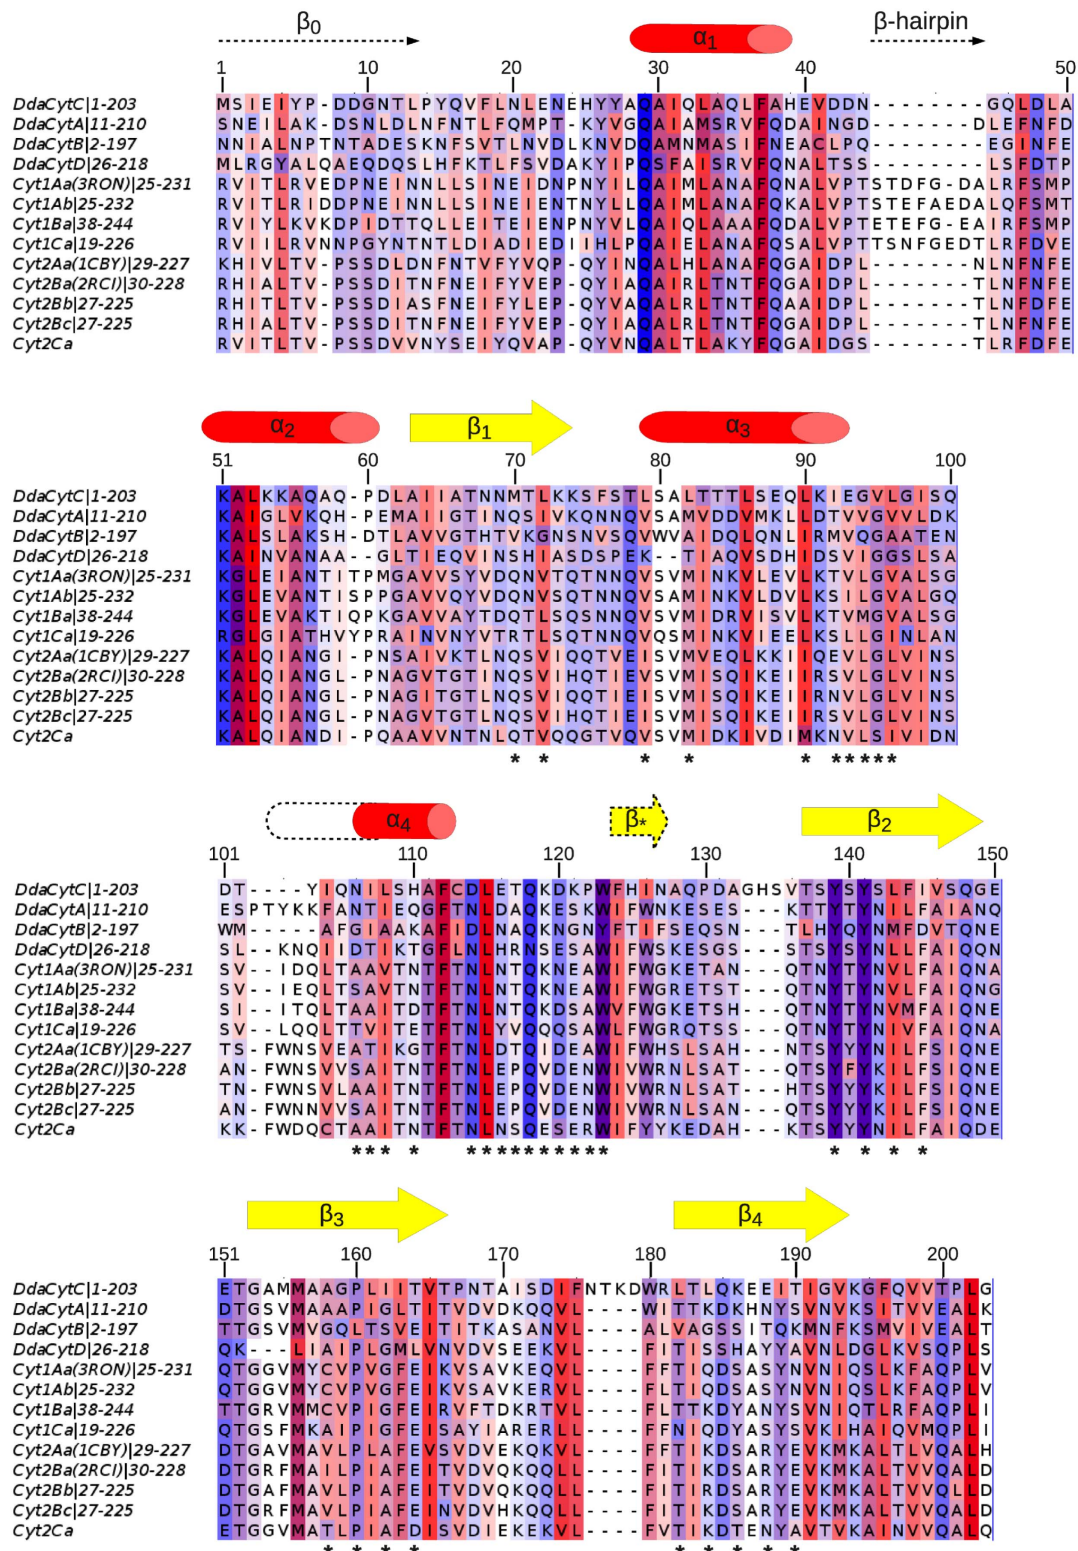 β0 α1 β-hairpin
1 10 20 30 40 50
DdaCytC|1-203 MSIEIYP-DDGNTLPYQVFLNLENEHYYAQAIQLAQLFAHEVDDN--------GQLDLA
DdaCytA|11-210 SNEILAK-DSNLDLNFNTLFQMPT-KYVGQAIAMSRVFQDAINGD-------DLEFNFD
DdaCytB|2-197 NNIALNPTNTADESKNFSVTLNVDLKNVDQAMNMASIFNEACLPQ--------EGINFE
DdaCytD|26-218 MLRGYALQAEQDQSLHFKTLFSVDAKYIPQSFAISRVFQNALTSS--------LSFDTP
Cyt1Aa(3RON)|25-231 RVITLRVEDPNEINNLLSINEIDNPNYILQAIMLANAFQNALVPTSTDFG-DALRFSMP
Cyt1Ab|25-232 RVITLRIDDPNEINNLLSINEIENTNYLLQAIMLANAFQKALVPTSTEFAEDALQFSMT
Cyt1Ba|38-244 RVIYLKVKDPIDTTQLLEITEIENPNYVLQAIQLAAAFQDALVPTETEFG-EAIRFSMP
Cyt1Ca|19-226 RVIILRVNNPGYNTNTLDIADIEDIIHLPQAIELANAFQSALVPTTSNFGEDTLRFDVE
Cyt2Aa(1CBY)|29-227 KHIVLTV-PSSDLDNFNTVFYVQP-QYINQALHLANAFQGAIDPL--------NLNFNFE
Cyt2Ba(2RCI)|30-228 RHIALTV-PSSDITNFNEIFYVEP-QYIAQALRLTNTFQGAIDPL-------TLNFNFE
Cyt2Bb|27-225 RHITLTV-PSSDIASFNEIFYLEP-QYVAQALRLTNTFQAAIDPL-------TLNFDFE
Cyt2Bc|27-225 RHIALTV-PSSDITNFNEIFYVEP-QYIAQALRLTNTFQGAIDPL-------TLNFNFE
Cyt2Ca RVITLTV-PSSDVVNYSEIYQVAP-QYVNQALTLAKYFQGAIDGS-------TLRFDFE
α2 β1 α3
51 60 70 80 90 100
DdaCytC|1-203 KALKKAQAQ-PDLAIIATNNMTLKKSFSTLSALTTTLSEQLKIEGVLGISQ
DdaCytA|11-210 KAIGLVKQH-PEMAIIGTINQSIVKQNNQVSAMVDDVMKLLDTVVGVVLDK
DdaCytB|2-197 KALSLAKSH-DTLAVVGTHTVKGNSNVSQVWVAIDQLQNLIRMVQGAATEN
DdaCytD|26-218 KAINVANAA--GLTIEQVINSHIASDSPEK--TIAQVSDHDSVIGGSLSA
Cyt1Aa(3RON)|25-231 KGLEIANTITPMGAVVSYVDQNVTQTNNQVSVMINKVLEVLKTVLGVALSG
Cyt1Ab|25-232 KGLEVANTISPPGAVVQYVDQNVSQTNNQVSVMINKVLDVLKSILGVALGQ
Cyt1Ba|38-244 KGLEVAKTIQPKGAVVAYTDQTLSQSNNQVSVMIDRVISVLKTVMGVALSG
Cyt1Ca|19-226 RGLGIATHVYPRAINVNYVTRTLSQTNNQVQSMINKVIEELKSLLGINLAN
Cyt2Aa(1CBY)|29-227 KALQIANGI-PNSAIVKTLNQSVIQQTVEISVMVEQLKKIIQEVLGLVINS
Cyt2Ba(2RCI)|30-228 KALQIANGL-PNAGVTGTINQSVIHQTIEVSVMISQIKEIIRSVLGLVINS
Cyt2Bb|27-225 KALQIANGL-PNAGITGTINQSVIQQTIEVSVMISQIKEIIRNVLGLVINS
Cyt2Bc|27-225 KALQIANGL-PNAGVTGTLNQSVIHQTIEISVMISQIKEIIRSVLGLVINS
Cyt2Ca KALQIANDI-PQAAVVNTNLQTVQQGTVQVSVMIDKIVDIMKNVLSIVIDN
* * * * * * * * * *
α4 β* β2
101 110 120 130 140 150
DdaCytC|1-203 DT----YIQNILSHAFCDLETQKDKPWFHINAQPDAGHSVTSYSYSLFIVSQGE
DdaCytA|11-210 ESPTYKKFANTIEQGFTNLDAQKESKWIFWNKESES---KTTYTYNILFAIANQ
DdaCytB|2-197 WM-----AFGIAAKAFIDLNAQKNGNYFTIFSEQSN---TLHYQYNMFDVTQNE
DdaCytD|26-218 SL--KNQIIDTIKTGFLNLHRNSEASWIFWEKSSGS---STSYTYNILFAIQQN
Cyt1Aa(3RON)|25-231 SV--IDQLTAAVTNTFTNLNTQKNEAWIFWGKETAN---QTNYTYNVLFAIQNA
Cyt1Ab|25-232 SV--IEQLTSAVTNTFTNLNTQKNEAWIFWGRETST---QTNYTYNVLFAIQNG
Cyt1Ba|38-244 SI--ITQLTAAITDTFTNLNTQKDSAWVFWGKETSH---QTNYTYNVMFAIQNE
Cyt1Ca|19-226 SV--LQQLTTVITETFTNLYVQQQSAWLFWGRQTSS---QTNYTYNIVFAIQNA
Cyt2Aa(1CBY)|29-227 TS-FWNSVEATIKGTFTNLDTQIDEAWIFWHSLSAH---NTSYYYNILFSIQNE
Cyt2Ba(2RCI)|30-228 AN-FWNSVVSAITNTFTNLEPQVDENWIVWRNLSAT---QTSYFYKILFSIQNE
Cyt2Bb|27-225 TN-FWNSVLAAITNTFTNLEPQVDENWIVWRNLSAT---HTSYYYKILFSIQNE
Cyt2Bc|27-225 AN-FWNNVVSAITNTFTNLEPQVDENWIVWRNLSAN---QTSYYYKILFSIQNE
Cyt2Ca KK-FWDQCTAAITNTFTNLNSQESERWIFYYKEDAH---KTSYYYNILFAIQDE
* * * * * * * * * * * * * * * * * *
β3 β4
151 160 170 180 190 200
DdaCytC|1-203 ETGAMMAAGPLIITVTPNTAISDIFNTKDWRLTLQKEEITIGVKGFQVVTPLG
DdaCytA|11-210 DTGSVMAAAPIGLTITVDVDKQQVL----WITTKDKHNYSVNVKSITVVEALK
DdaCytB|2-197 TTGSVMVGQLTSVEITITKASANVL----ALVAGSSITQKMNFKSMVIVEALT
DdaCytD|26-218 QK---LIAIPLGMLVNVDVSEEKVL----FTISSHAYYAVNLDGLKVSQPLS
Cyt1Aa(3RON)|25-231 QTGGVMYCVPVGFEIKVSAVKEQVL----FFTIQDSASYNVNIQSLKFAQPLV
Cyt1Ab|25-232 QTGGVMYCVPVGFEIKVSAVKERVL----FLTIQDSASYNVNIQSLKFAQPLV
Cyt1Ba|38-244 TTGRVMMCVPIGFEIRVFTDKRTVL----FLTTKDYANYSVNIQTLRFAQPLI
Cyt1Ca|19-226 QTGSFMKAIPIGFEISAYIARERLL----FFNIQDYASYSVKIHAIQVMQPLI
Cyt2Aa(1CBY)|29-227 DTGAVMAVLPLAFEVSVDVEKQKVL----FFTIKDSARYEVKMKALTLVQALH
Cyt2Ba(2RCI)|30-228 DTGRFMAILPIAFEITVDVQKQQLL----FITIKDSARYEVKMKALTVVQALD
Cyt2Bb|27-225 DTGAFMAVLPIAFEITVDVQKQQLL----FITIRDSARYEVKMKALTVVQLLD
Cyt2Bc|27-225 DTGRFMAVLPIAFEINVDVHKQQLL----FITIRDSARYEVKMKALTVVQALD
Cyt2Ca ETGGVMATLPIAFDISVDIEKEKVL----FVTIKDTENYAVTVKAINVVQALQ
* * * * * * * * *